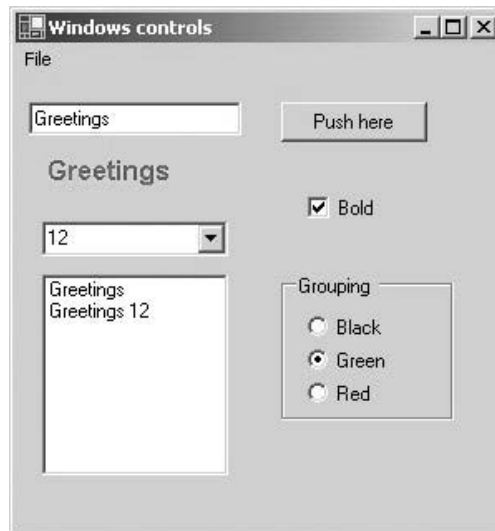 Windows controls
File
Greetings
Push here
Greetings
Bold
12
Greetings
Greetings 12
Grouping
Black
Green
Red